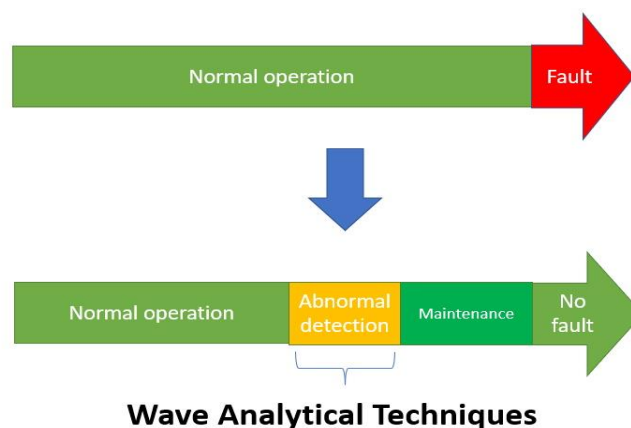 Normal operation
Fault
Normal operation
Abnormal
detection
Maintenance
No
fault
Wave Analytical Techniques